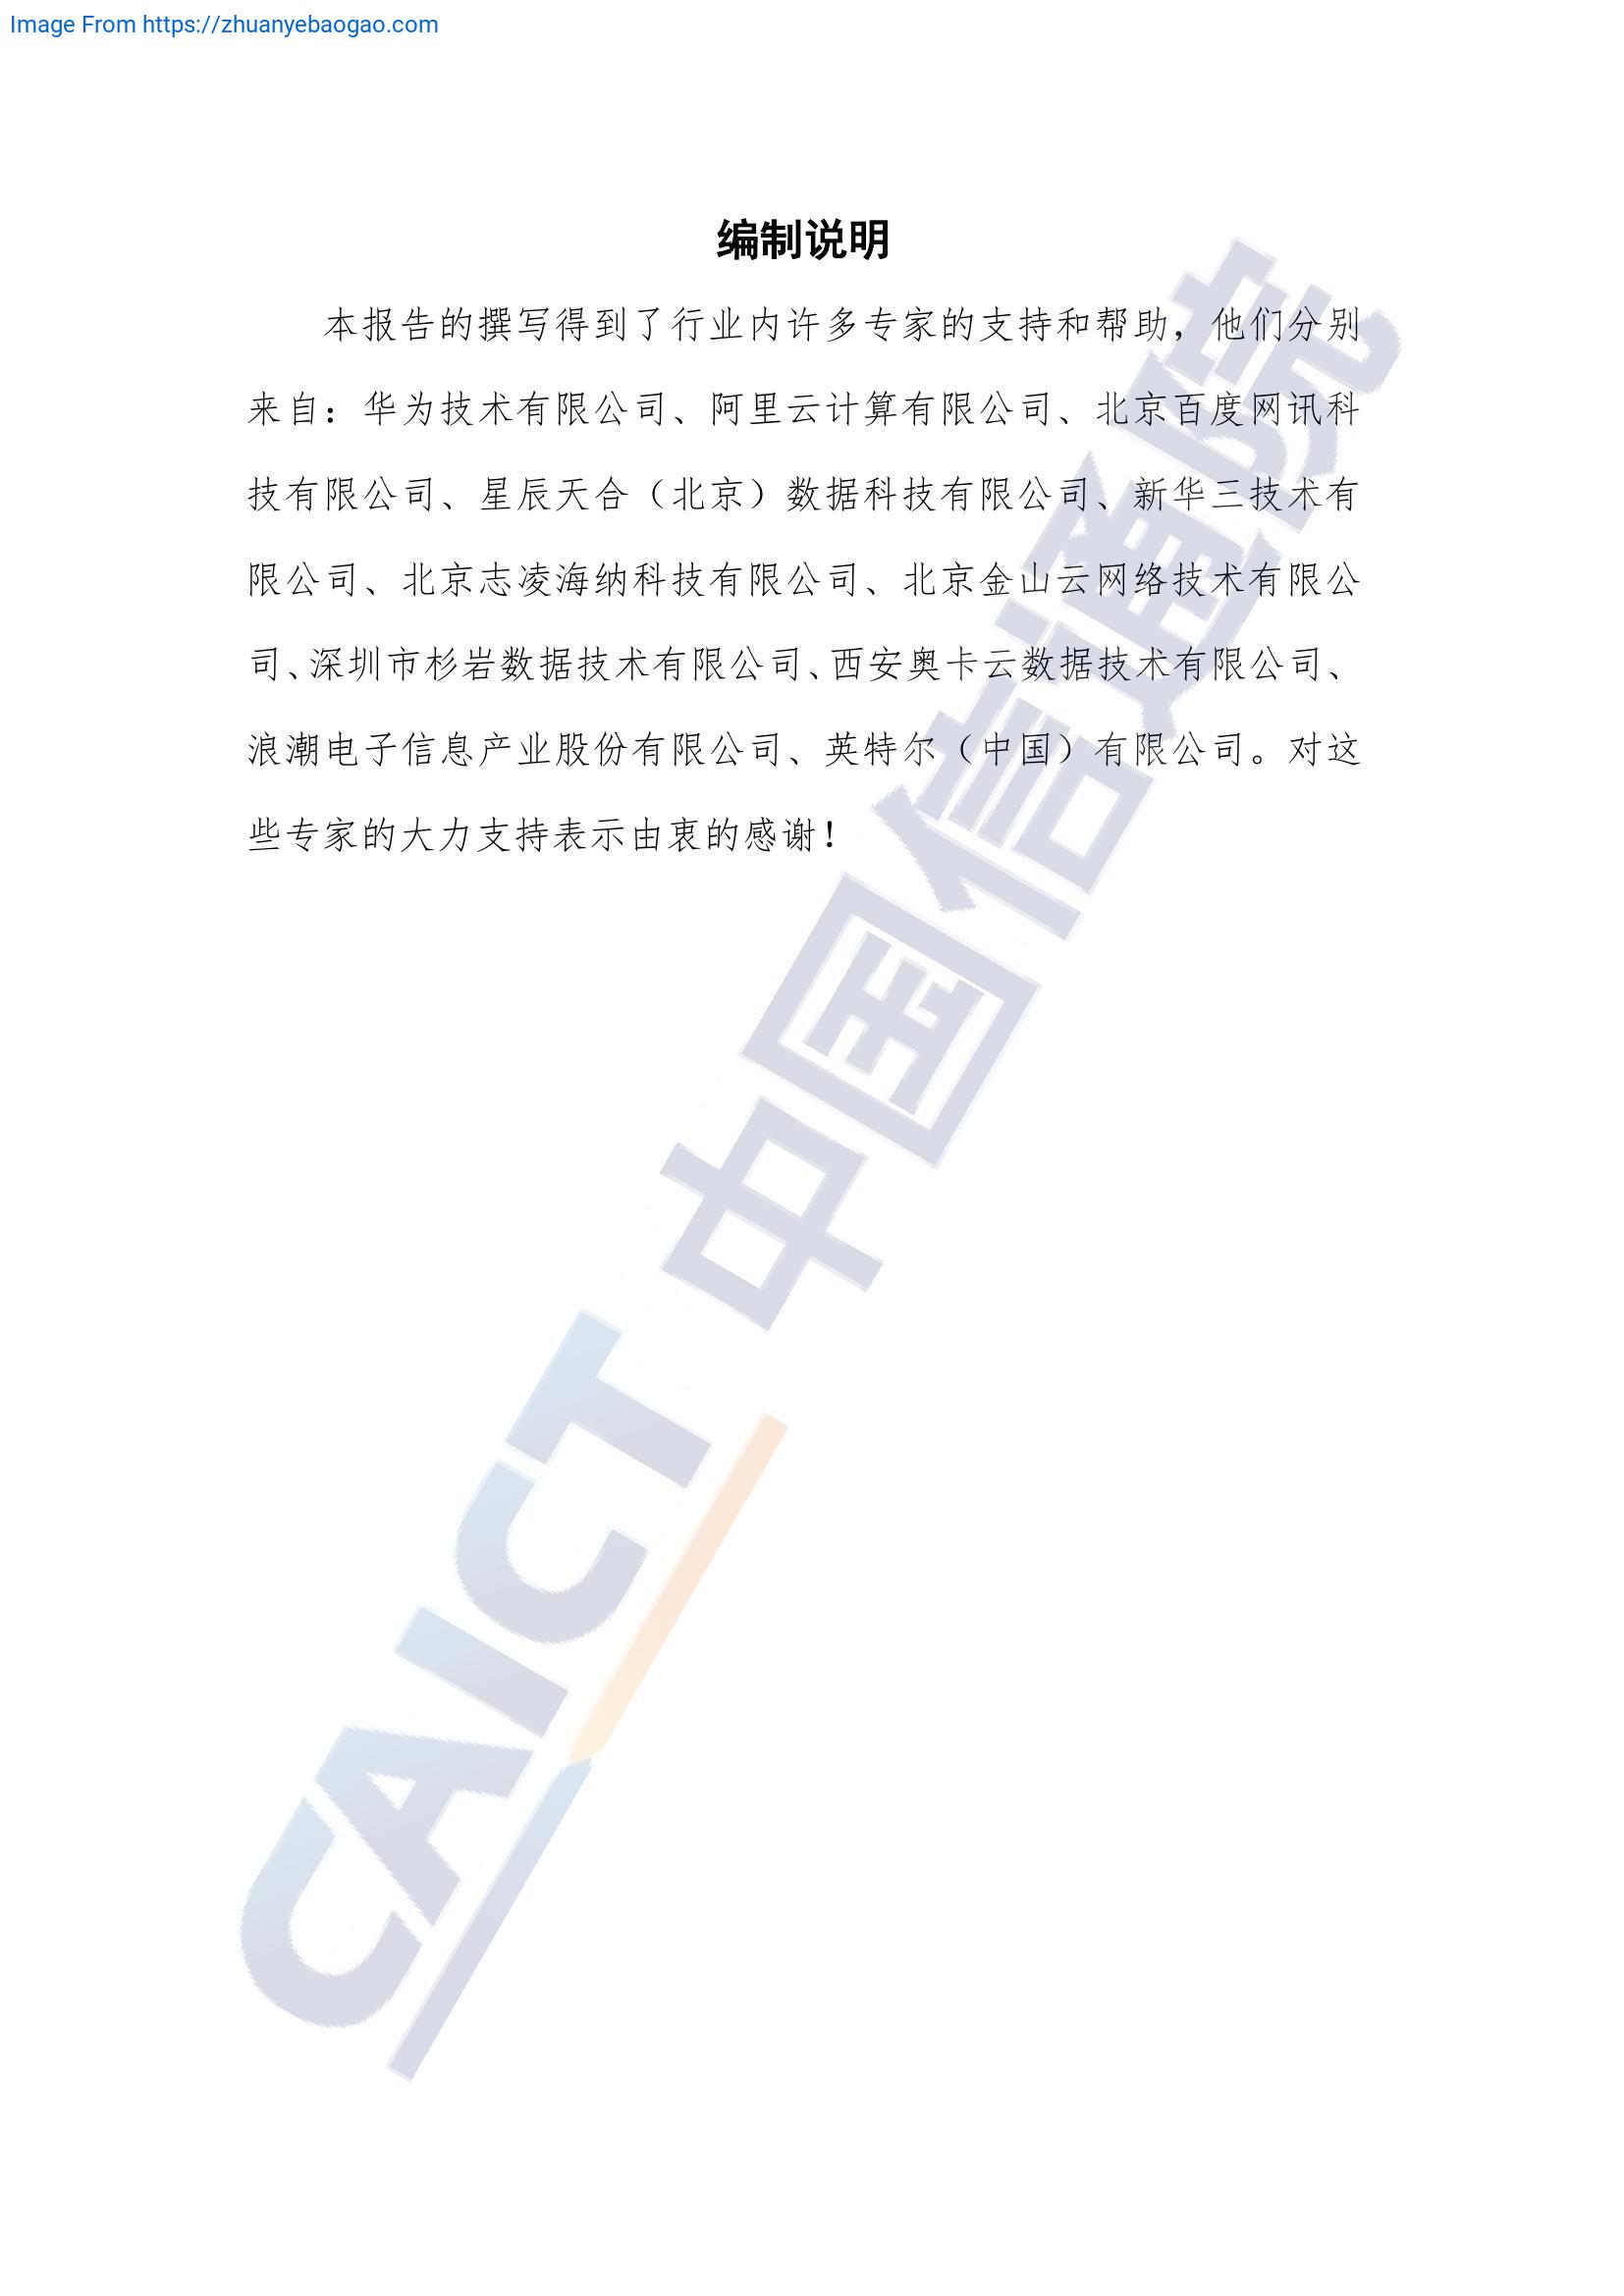 Image From https://zhuanyebaogao.com
编制说明
本报告的撰写得到了行业内许多专家的支持和帮助，他们分别
来自：华为技术有限公司、阿里云计算有限公司、北京百度网讯科
技有限公司、星辰天合（北京）数据科技有限公司、新华三技术有
限公司、北京志凌海纳科技有限公司、北京金山云网络技术有限公
司、深圳市杉岩数据技术有限公司、西安奥卡云数据技术有限公司、
浪潮电子信息产业股份有限公司、英特尔（中国）有限公司。对这
些专家的大力支持表示由衷的感谢！
CAICT 中国信通院